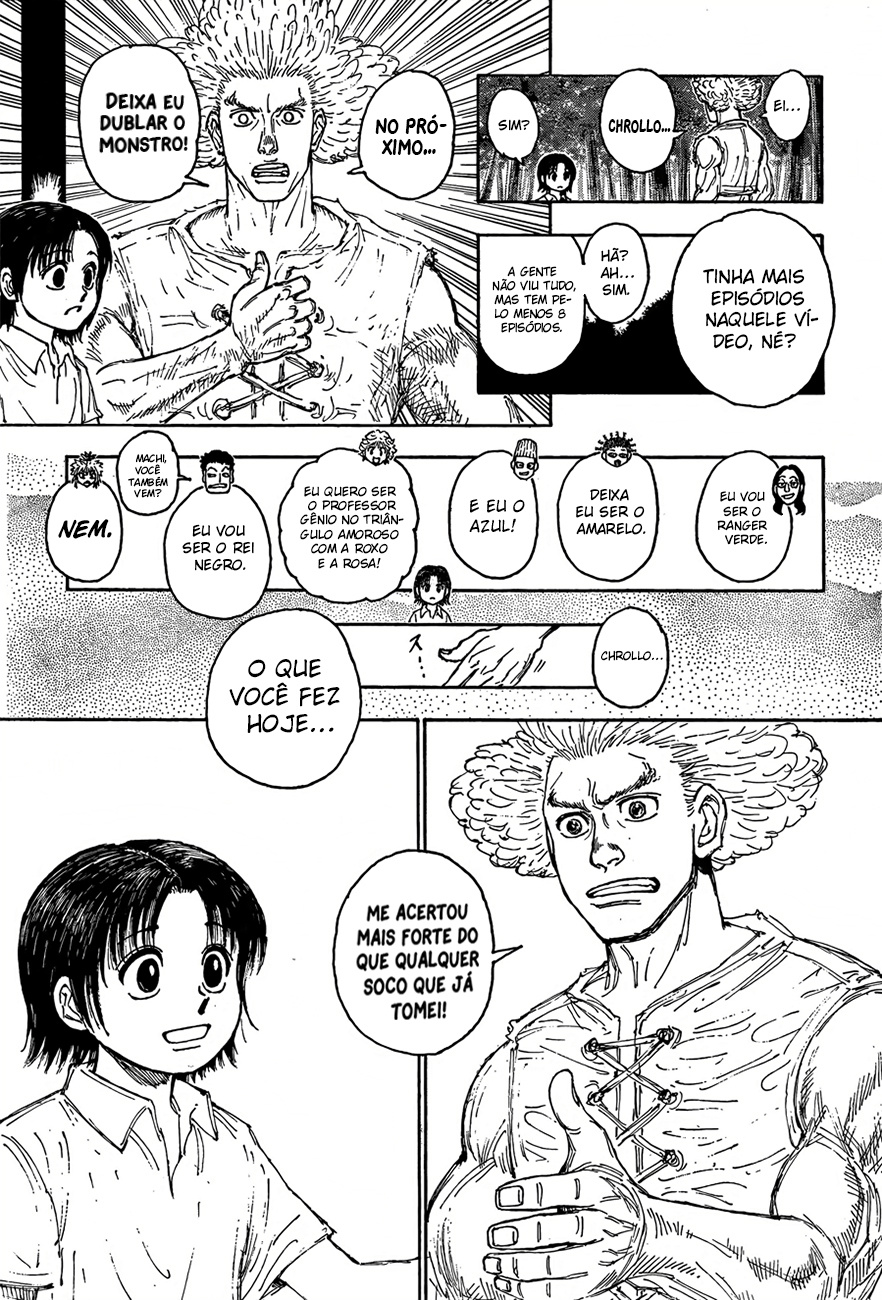 EI...
CHROLLO...
SIM?
TINHA MAIS
EPISÓDIOS
NAQUELE VÍ-
DEO, NÉ?
HÃ?
AH...
SIM.
A GENTE
NÃO VIU TUDO,
MAS TEM PE-
LO MENOS 8
EPISÓDIOS.
NO PRÓ-
XIMO...
DEIXA EU
DUBLAR O
MONSTRO!
EU VOU
SER O
RANGER
VERDE.
DEIXA
EU SER O
AMARELO.
E EU O
AZUL!
EU QUERO SER
O PROFESSOR
GÊNIO NO TRIÂN-
GULO AMOROSO
COM A ROXO
E A ROSA!
EU VOU
SER O REI
NEGRO.
MACHI,
VOCÊ
TAMBÉM
VEM?
NEM.
CHROLLO...
ス…
O QUE
VOCÊ FEZ
HOJE...
ME ACERTOU
MAIS FORTE DO
QUE QUALQUER
SOCO QUE JÁ
TOMEI!